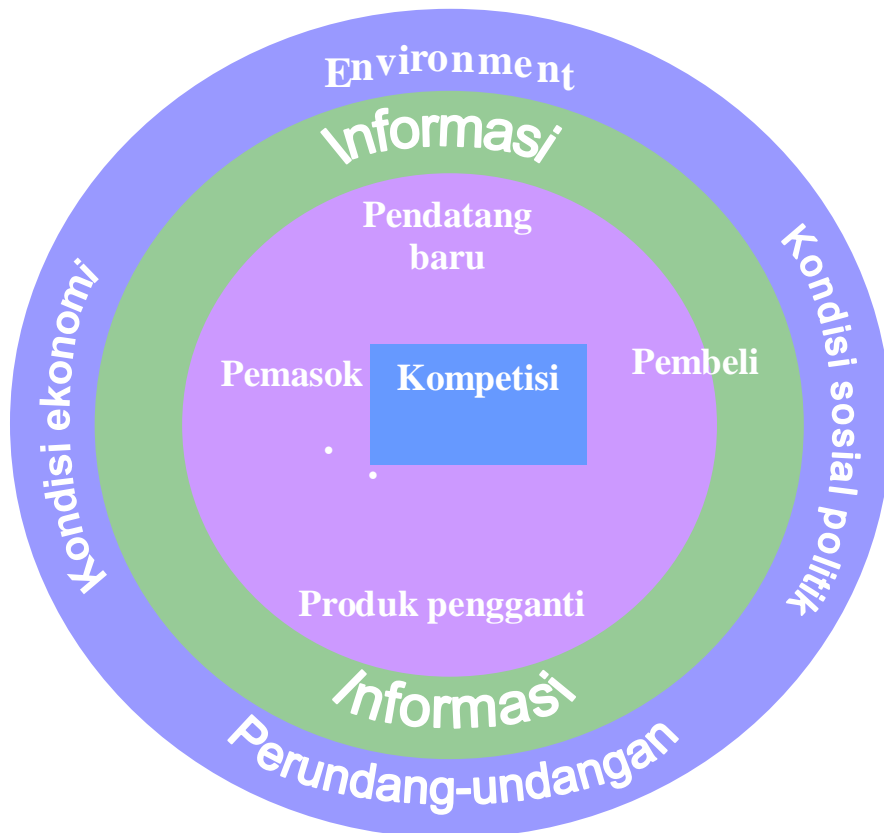 Environment
Informasi
Pendatang
baru
Kondisi ekonomi
Kondisi sosial politik
Pemasok
Kompetisi
Pembeli
Produk pengganti
Informasi
Perundang-undangan